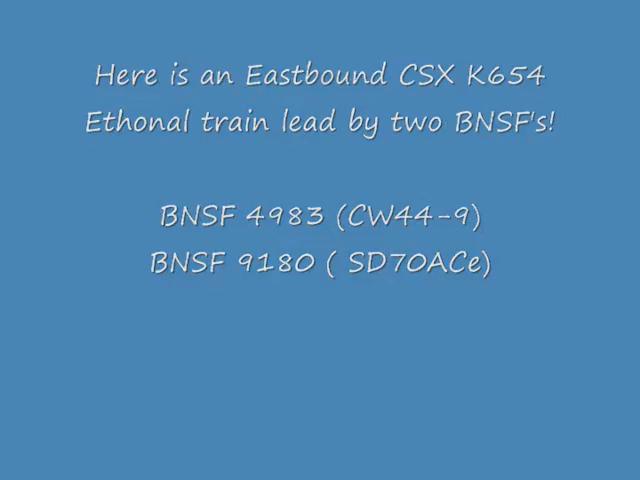 Here is an Eastbound CSX K654
Ethonal train lead by two BNSF's!
BNSF 4983 (CW44-9)
BNSF 9180 ( SD70ACe)